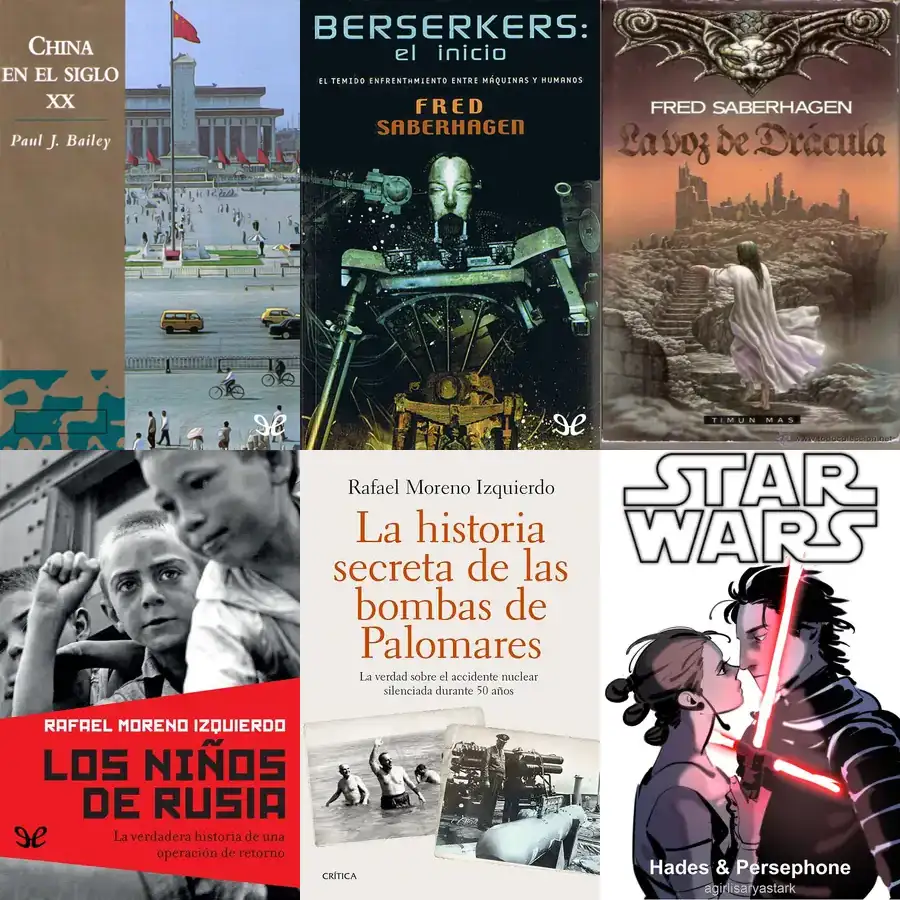 CHINA
EN EL SIGLO
XX
Paul J. Bailey
BERSERKERS:
el inicio
EL TEMIDO ENFRENTAMIENTO ENTRE MÁQUINAS Y HUMANOS
FRED
SABERHAGEN
FRED SABERHAGEN
La voz de Drácula
TIMUN MAS
RAFAEL MORENO IZQUIERDO
LOS NIÑOS
DE RUSIA
La verdadera historia de una
operación de retorno
Rafael Moreno Izquierdo
La historia
secreta de las
bombas de
Palomares
La verdad sobre el accidente nuclear
silenciada durante 50 años
CRÍTICA
STAR
WARS
Hades & Persephone
agirlisaryastark